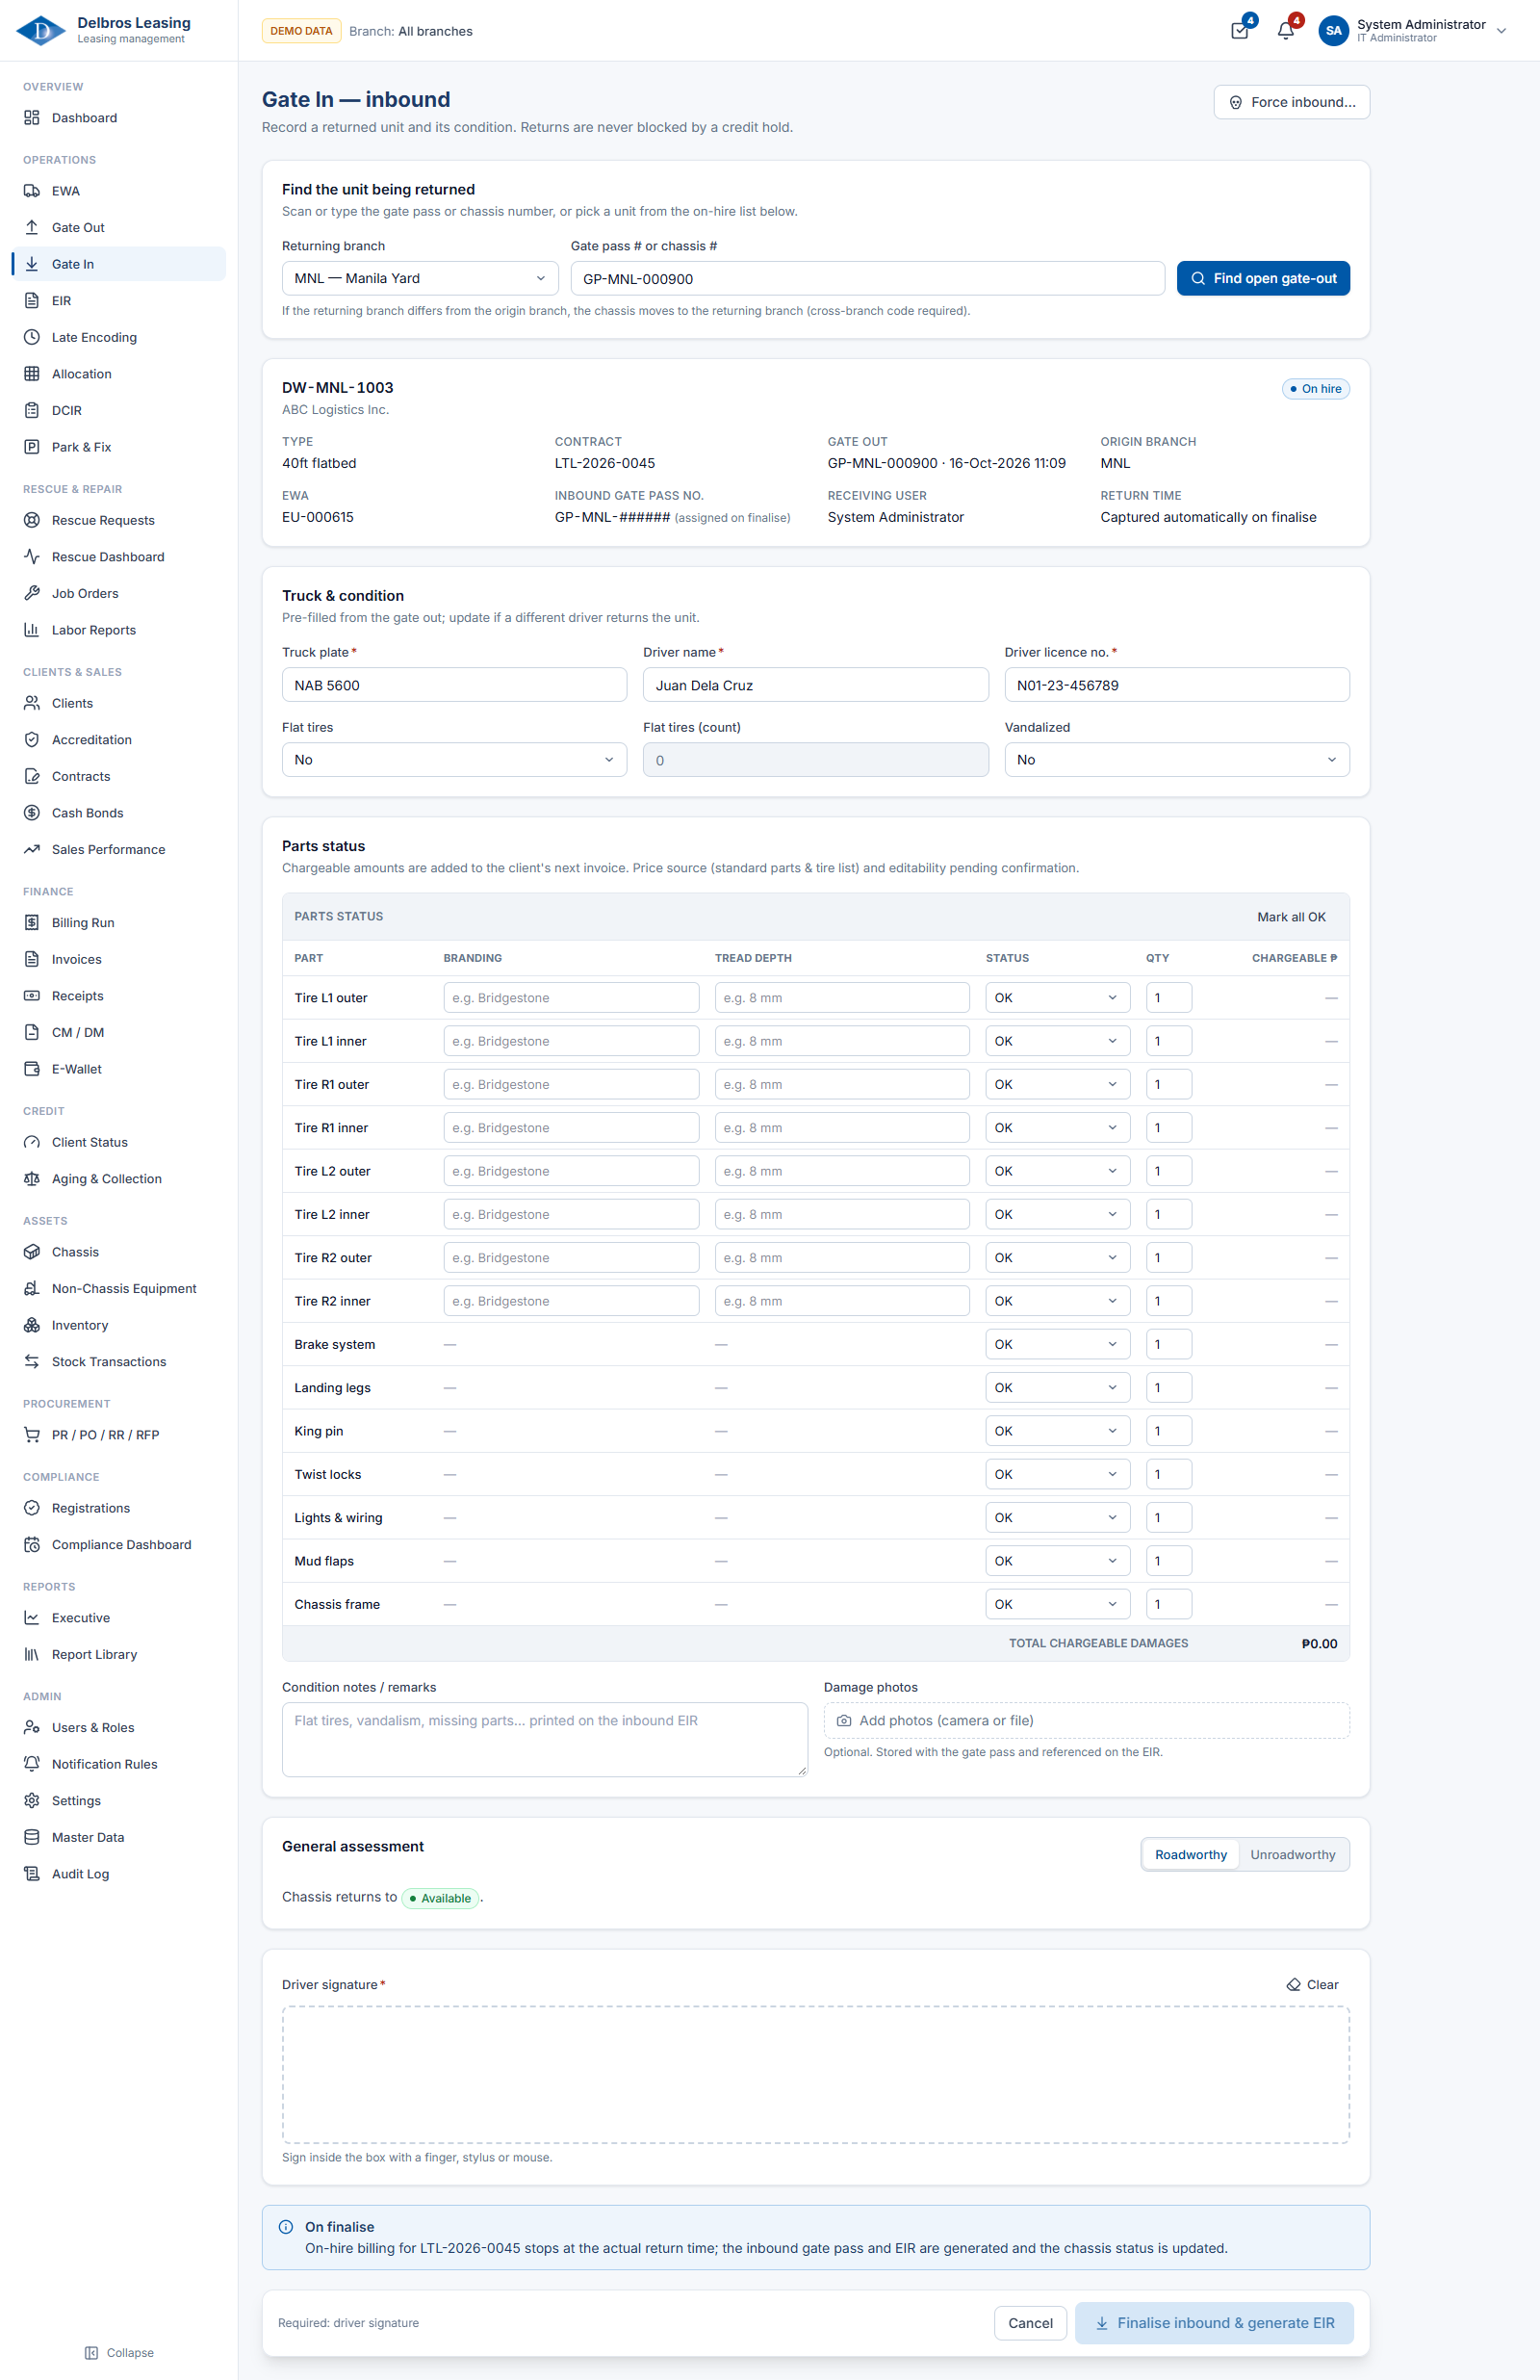 Delbros Leasing
Leasing management
DEMO DATA
Branch: All branches
4
4
SA
System Administrator
IT Administrator
OVERVIEW
Dashboard
OPERATIONS
EWA
Gate Out
Gate In
EIR
Late Encoding
Allocation
DCIR
Park & Fix
RESCUE & REPAIR
Rescue Requests
Rescue Dashboard
Job Orders
Labor Reports
CLIENTS & SALES
Clients
Accreditation
Contracts
Cash Bonds
Sales Performance
FINANCE
Billing Run
Invoices
Receipts
CM / DM
E-Wallet
CREDIT
Client Status
Aging & Collection
ASSETS
Chassis
Non-Chassis Equipment
Inventory
Stock Transactions
PROCUREMENT
PR / PO / RR / RFP
COMPLIANCE
Registrations
Compliance Dashboard
REPORTS
Executive
Report Library
ADMIN
Users & Roles
Notification Rules
Settings
Master Data
Audit Log
Collapse
Gate In — inbound
Record a returned unit and its condition. Returns are never blocked by a credit hold.
Force inbound...
Find the unit being returned
Scan or type the gate pass or chassis number, or pick a unit from the on-hire list below.
Returning branch
Gate pass # or chassis #
MNL — Manila Yard
GP-MNL-000900
Find open gate-out
If the returning branch differs from the origin branch, the chassis moves to the returning branch (cross-branch code required).
DW-MNL-1003
On hire
ABC Logistics Inc.
TYPE CONTRACT GATE OUT ORIGIN BRANCH
40ft flatbed LTL-2026-0045 GP-MNL-000900 · 16-Oct-2026 11:09 MNL
EWA INBOUND GATE PASS NO. RECEIVING USER RETURN TIME
EU-000615 GP-MNL-###### (assigned on finalise) System Administrator Captured automatically on finalise
Truck & condition
Pre-filled from the gate out; update if a different driver returns the unit.
Truck plate* Driver name* Driver licence no.*
NAB 5600 Juan Dela Cruz N01-23-456789
Flat tires Flat tires (count) Vandalized
No 0 No
Parts status
Chargeable amounts are added to the client's next invoice. Price source (standard parts & tire list) and editability pending confirmation.
PARTS STATUS Mark all OK
PART BRANDING TREAD DEPTH STATUS QTY CHARGEABLE ₱
Tire L1 outer e.g. Bridgestone e.g. 8 mm OK 1 —
Tire L1 inner e.g. Bridgestone e.g. 8 mm OK 1 —
Tire R1 outer e.g. Bridgestone e.g. 8 mm OK 1 —
Tire R1 inner e.g. Bridgestone e.g. 8 mm OK 1 —
Tire L2 outer e.g. Bridgestone e.g. 8 mm OK 1 —
Tire L2 inner e.g. Bridgestone e.g. 8 mm OK 1 —
Tire R2 outer e.g. Bridgestone e.g. 8 mm OK 1 —
Tire R2 inner e.g. Bridgestone e.g. 8 mm OK 1 —
Brake system — — OK 1 —
Landing legs — — OK 1 —
King pin — — OK 1 —
Twist locks — — OK 1 —
Lights & wiring — — OK 1 —
Mud flaps — — OK 1 —
Chassis frame — — OK 1 —
TOTAL CHARGEABLE DAMAGES ₱0.00
Condition notes / remarks
Flat tires, vandalism, missing parts... printed on the inbound EIR
Damage photos
Add photos (camera or file)
Optional. Stored with the gate pass and referenced on the EIR.
General assessment
Roadworthy Unroadworthy
Chassis returns to Available.
Driver signature*
Clear
Sign inside the box with a finger, stylus or mouse.
On finalise
On-hire billing for LTL-2026-0045 stops at the actual return time; the inbound gate pass and EIR are generated and the chassis status is updated.
Required: driver signature
Cancel
Finalise inbound & generate EIR